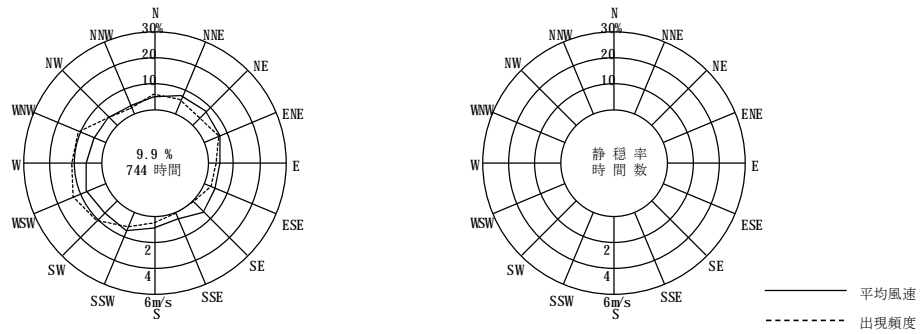 N
30%
NNW
NNE
20
NW
NE
10
WNW
ENE
9.9 %
744 時間
W
E
WSW
ESE
2
SW
SE
4
SSW
SSE
6m/s
S
N
30%
NNW
NNE
20
NW
NE
10
WNW
ENE
静 穏 率
時 間 数
W
E
WSW
ESE
2
SW
SE
4
SSW
SSE
6m/s
S
平均風速
出現頻度